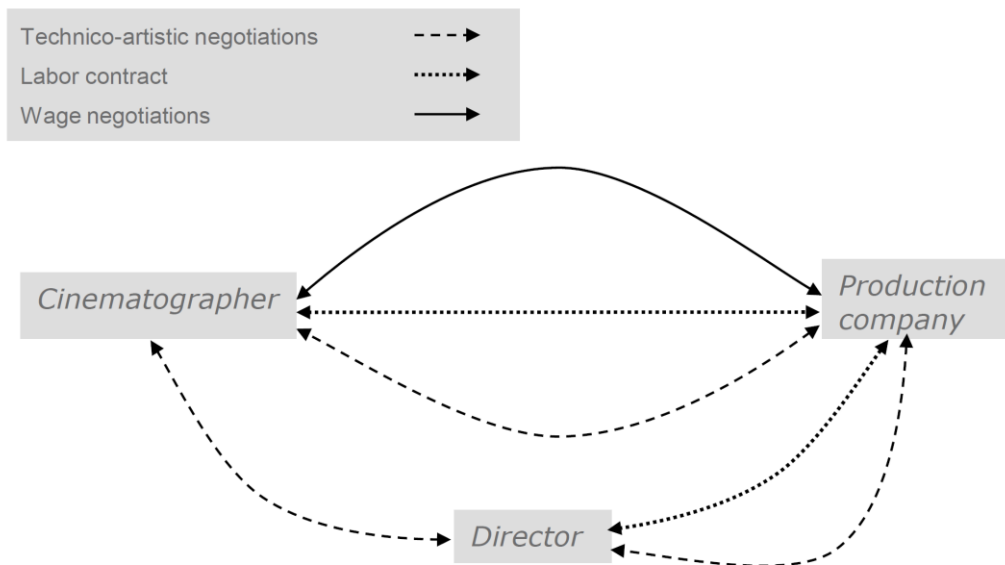 Technico-artistic negotiations
Labor contract
Wage negotiations
Cinematographer
Production
company
Director